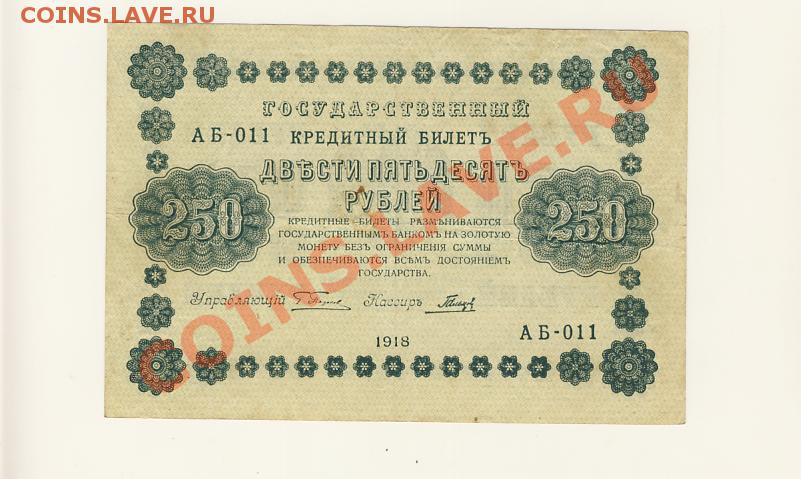 COINS.LAVE.RU
ГОСУДАРСТВЕННЫЙ
АБ-011 КРЕДИТНЫЙ БИЛЕТЪ
ДВѢСТИ ПЯТЬДЕСЯТЪ
РУБЛЕЙ
250 250
КРЕДИТНЫЕ БИЛЕТЫ РАЗМѢНИВАЮТСЯ
ГОСУДАРСТВЕННЫМЪ БАНКОМЪ НА ЗОЛОТУЮ
МОНЕТУ БЕЗЪ ОГРАНИЧЕНІЯ СУММЫ
И ОБЕЗПЕЧИВАЮТСЯ ВСѢМЪ ДОСТОЯНІЕМЪ
ГОСУДАРСТВА.
Управляющій Кассиръ
АБ-011
1918
COINS.LAVE.RU